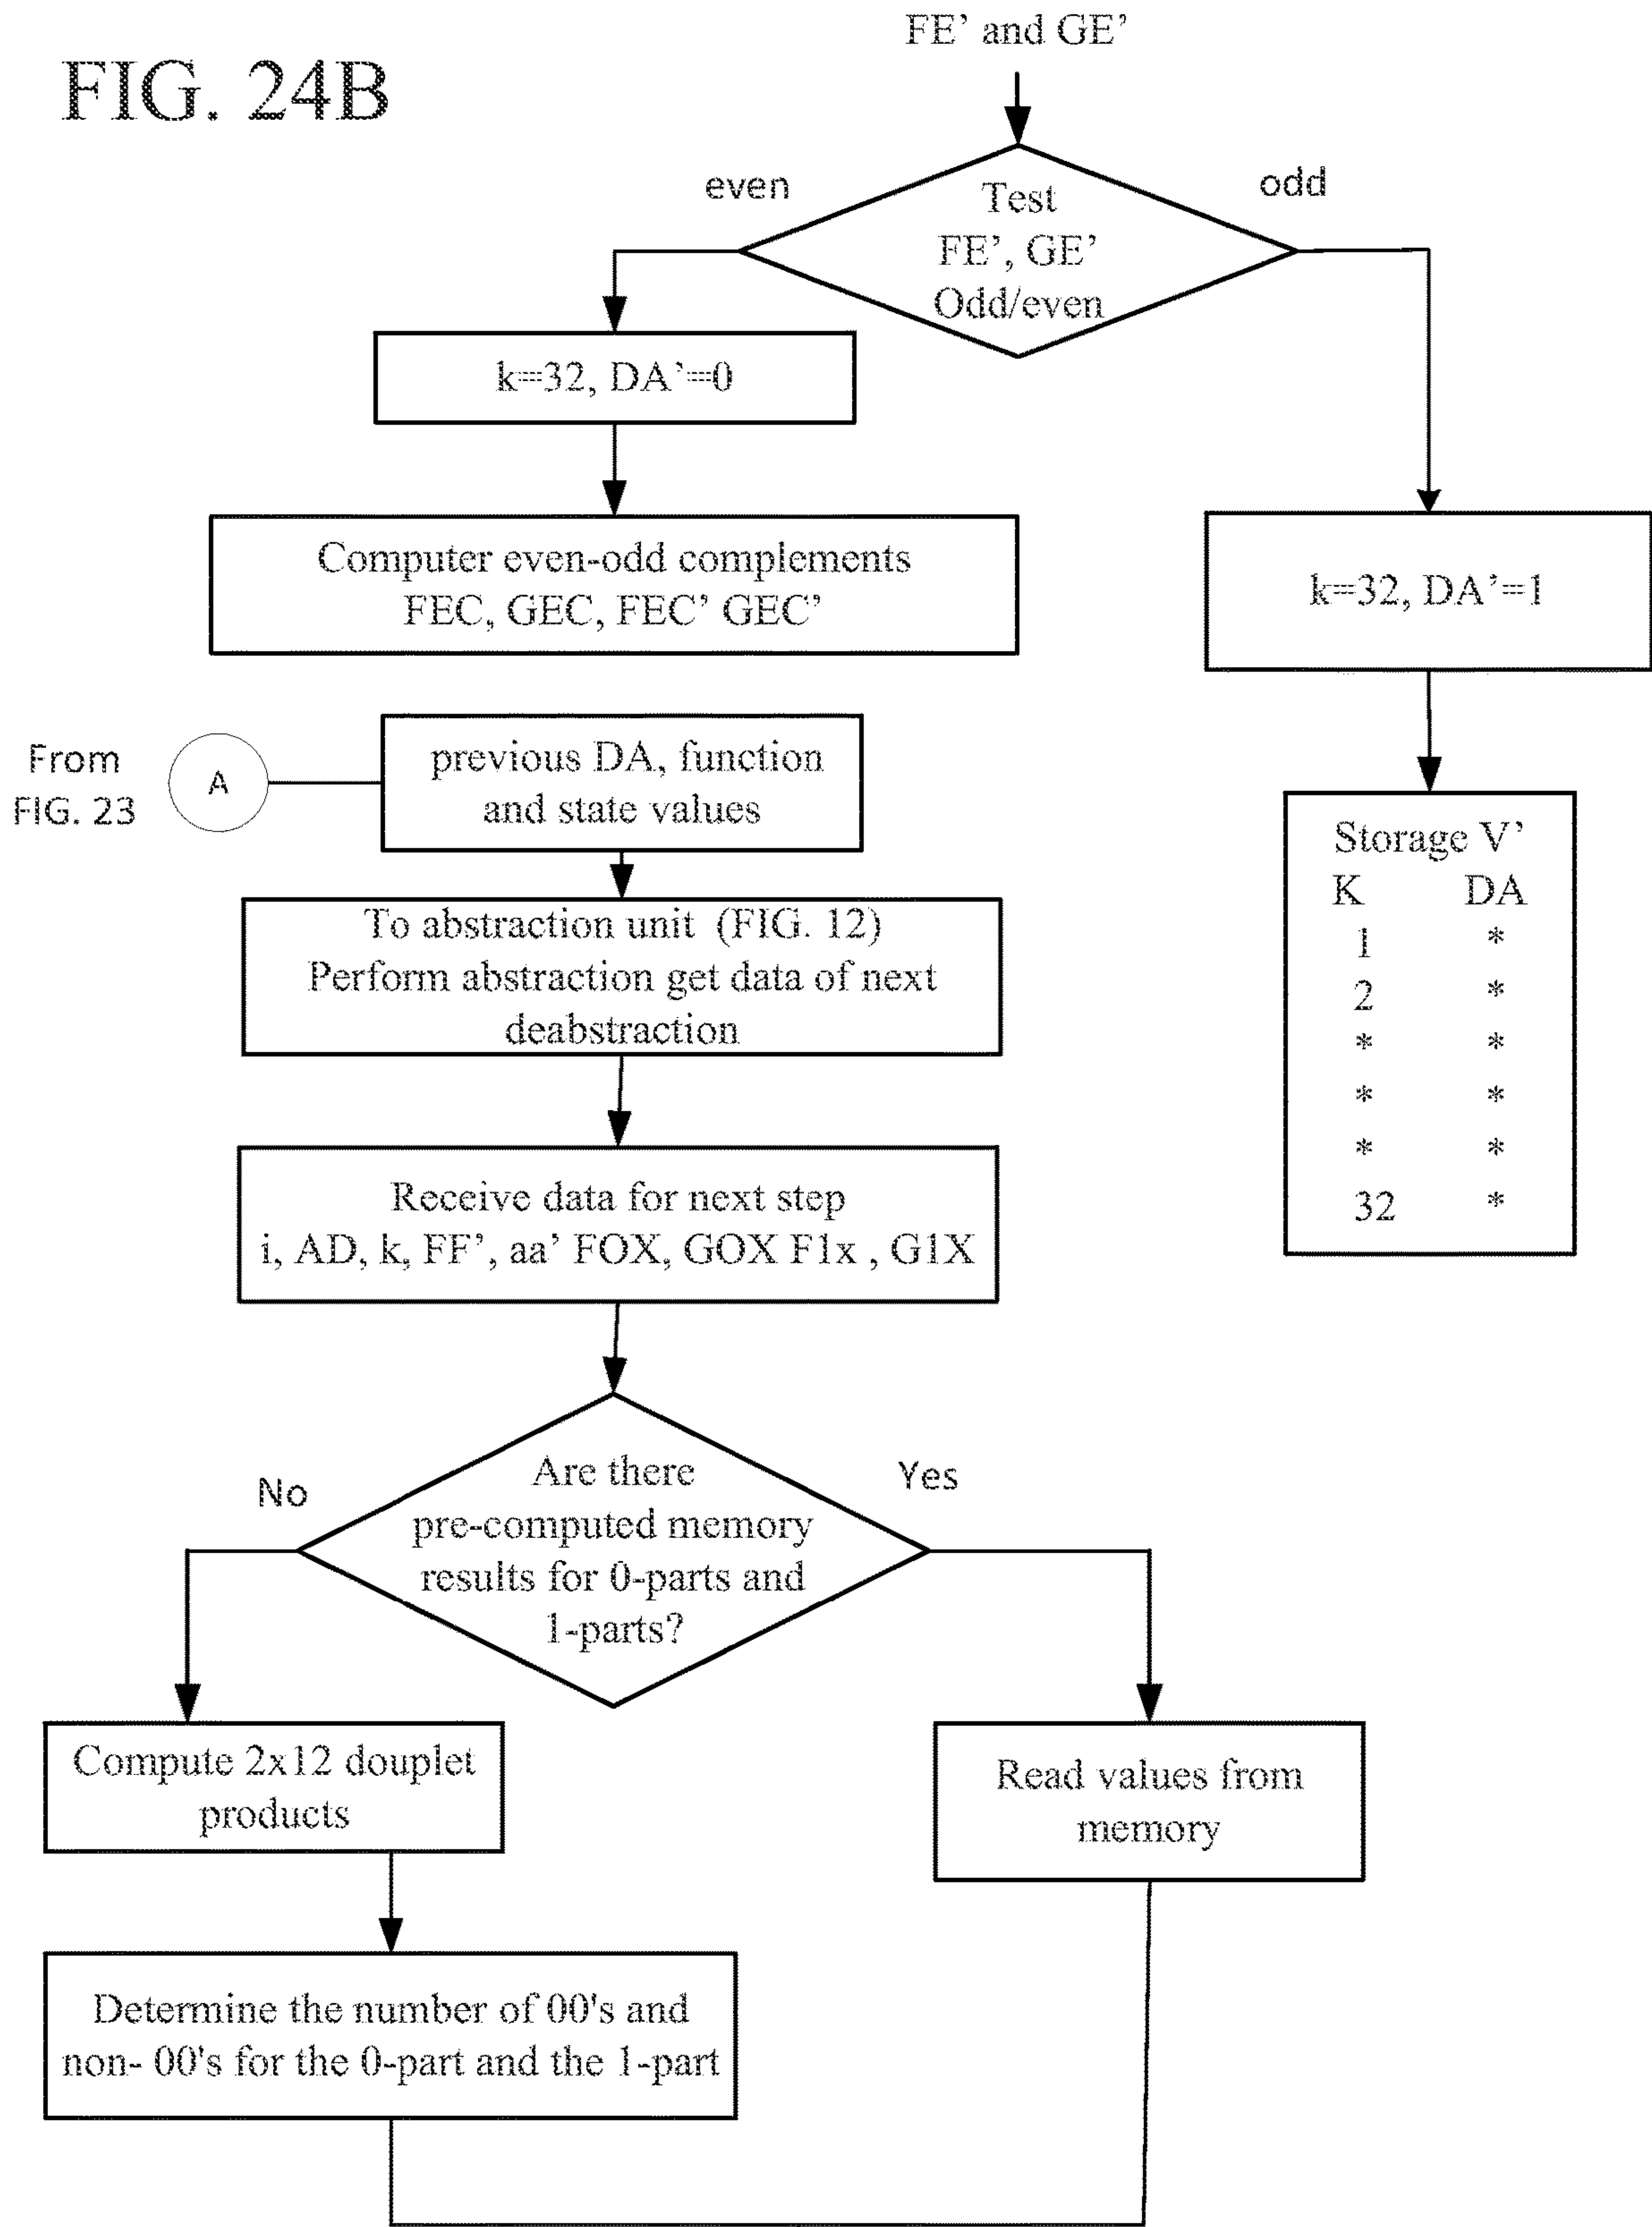 FIG. 24B
FE’ and GE’
even
odd
Test
FE’, GE’
Odd/even
k=32, DA’=0
Computer even-odd complements
FEC, GEC, FEC’ GEC’
k=32, DA’=1
From
FIG. 23
A
previous DA, function
and state values
Storage V’
K DA
1 *
2 *
* *
* *
* *
32 *
To abstraction unit (FIG. 12)
Perform abstraction get data of next
deabstraction
Receive data for next step
i, AD, k, FF’, aa’ FOX, GOX F1x , G1X
No
Yes
Are there
pre-computed memory
results for 0-parts and
1-parts?
Compute 2x12 douplet
products
Read values from
memory
Determine the number of 00's and
non- 00's for the 0-part and the 1-part